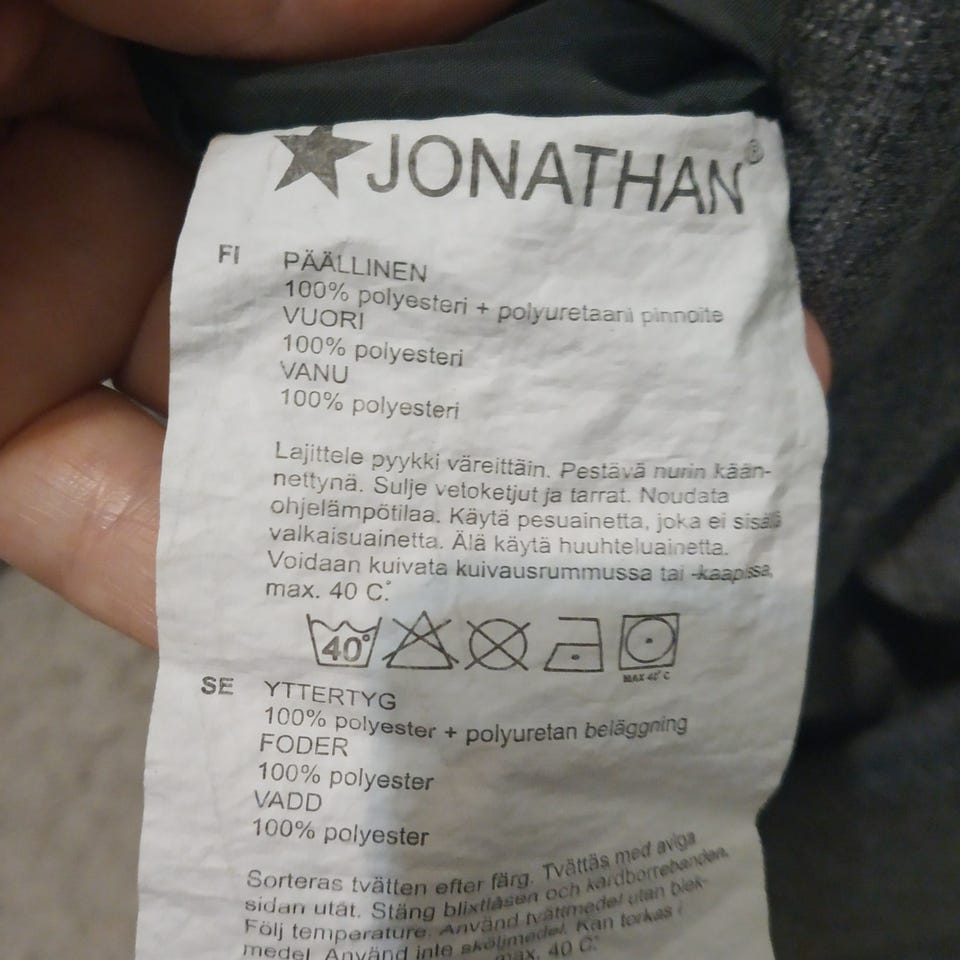 JONATHAN®
FI PÄÄLLINEN
100% polyesteri + polyuretaani pinnoite
VUORI
100% polyesteri
VANU
100% polyesteri
Lajittele pyykki väreittäin. Pestävä nurin kään-
nettynä. Sulje vetoketjut ja tarrat. Noudata
ohjelämpötilaa. Käytä pesuainetta, joka ei sisällä
valkaisuainetta. Älä käytä huuhteluainetta.
Voidaan kuivata kuivausrummussa tai -kaapissa,
max. 40 C.°
40°
MAX 40° C
SE YTTERTYG
100% polyester + polyuretan beläggning
FODER
100% polyester
VADD
100% polyester
Sorteras tvätten efter färg. Tvättäs med aviga
sidan utåt. Stäng blixtlåsen och kardborrebanden.
Följ temperature. Använd tvättmedel utan blek-
medel. Använd inte sköljmedel. Kan torkas i
max. 40 C.°